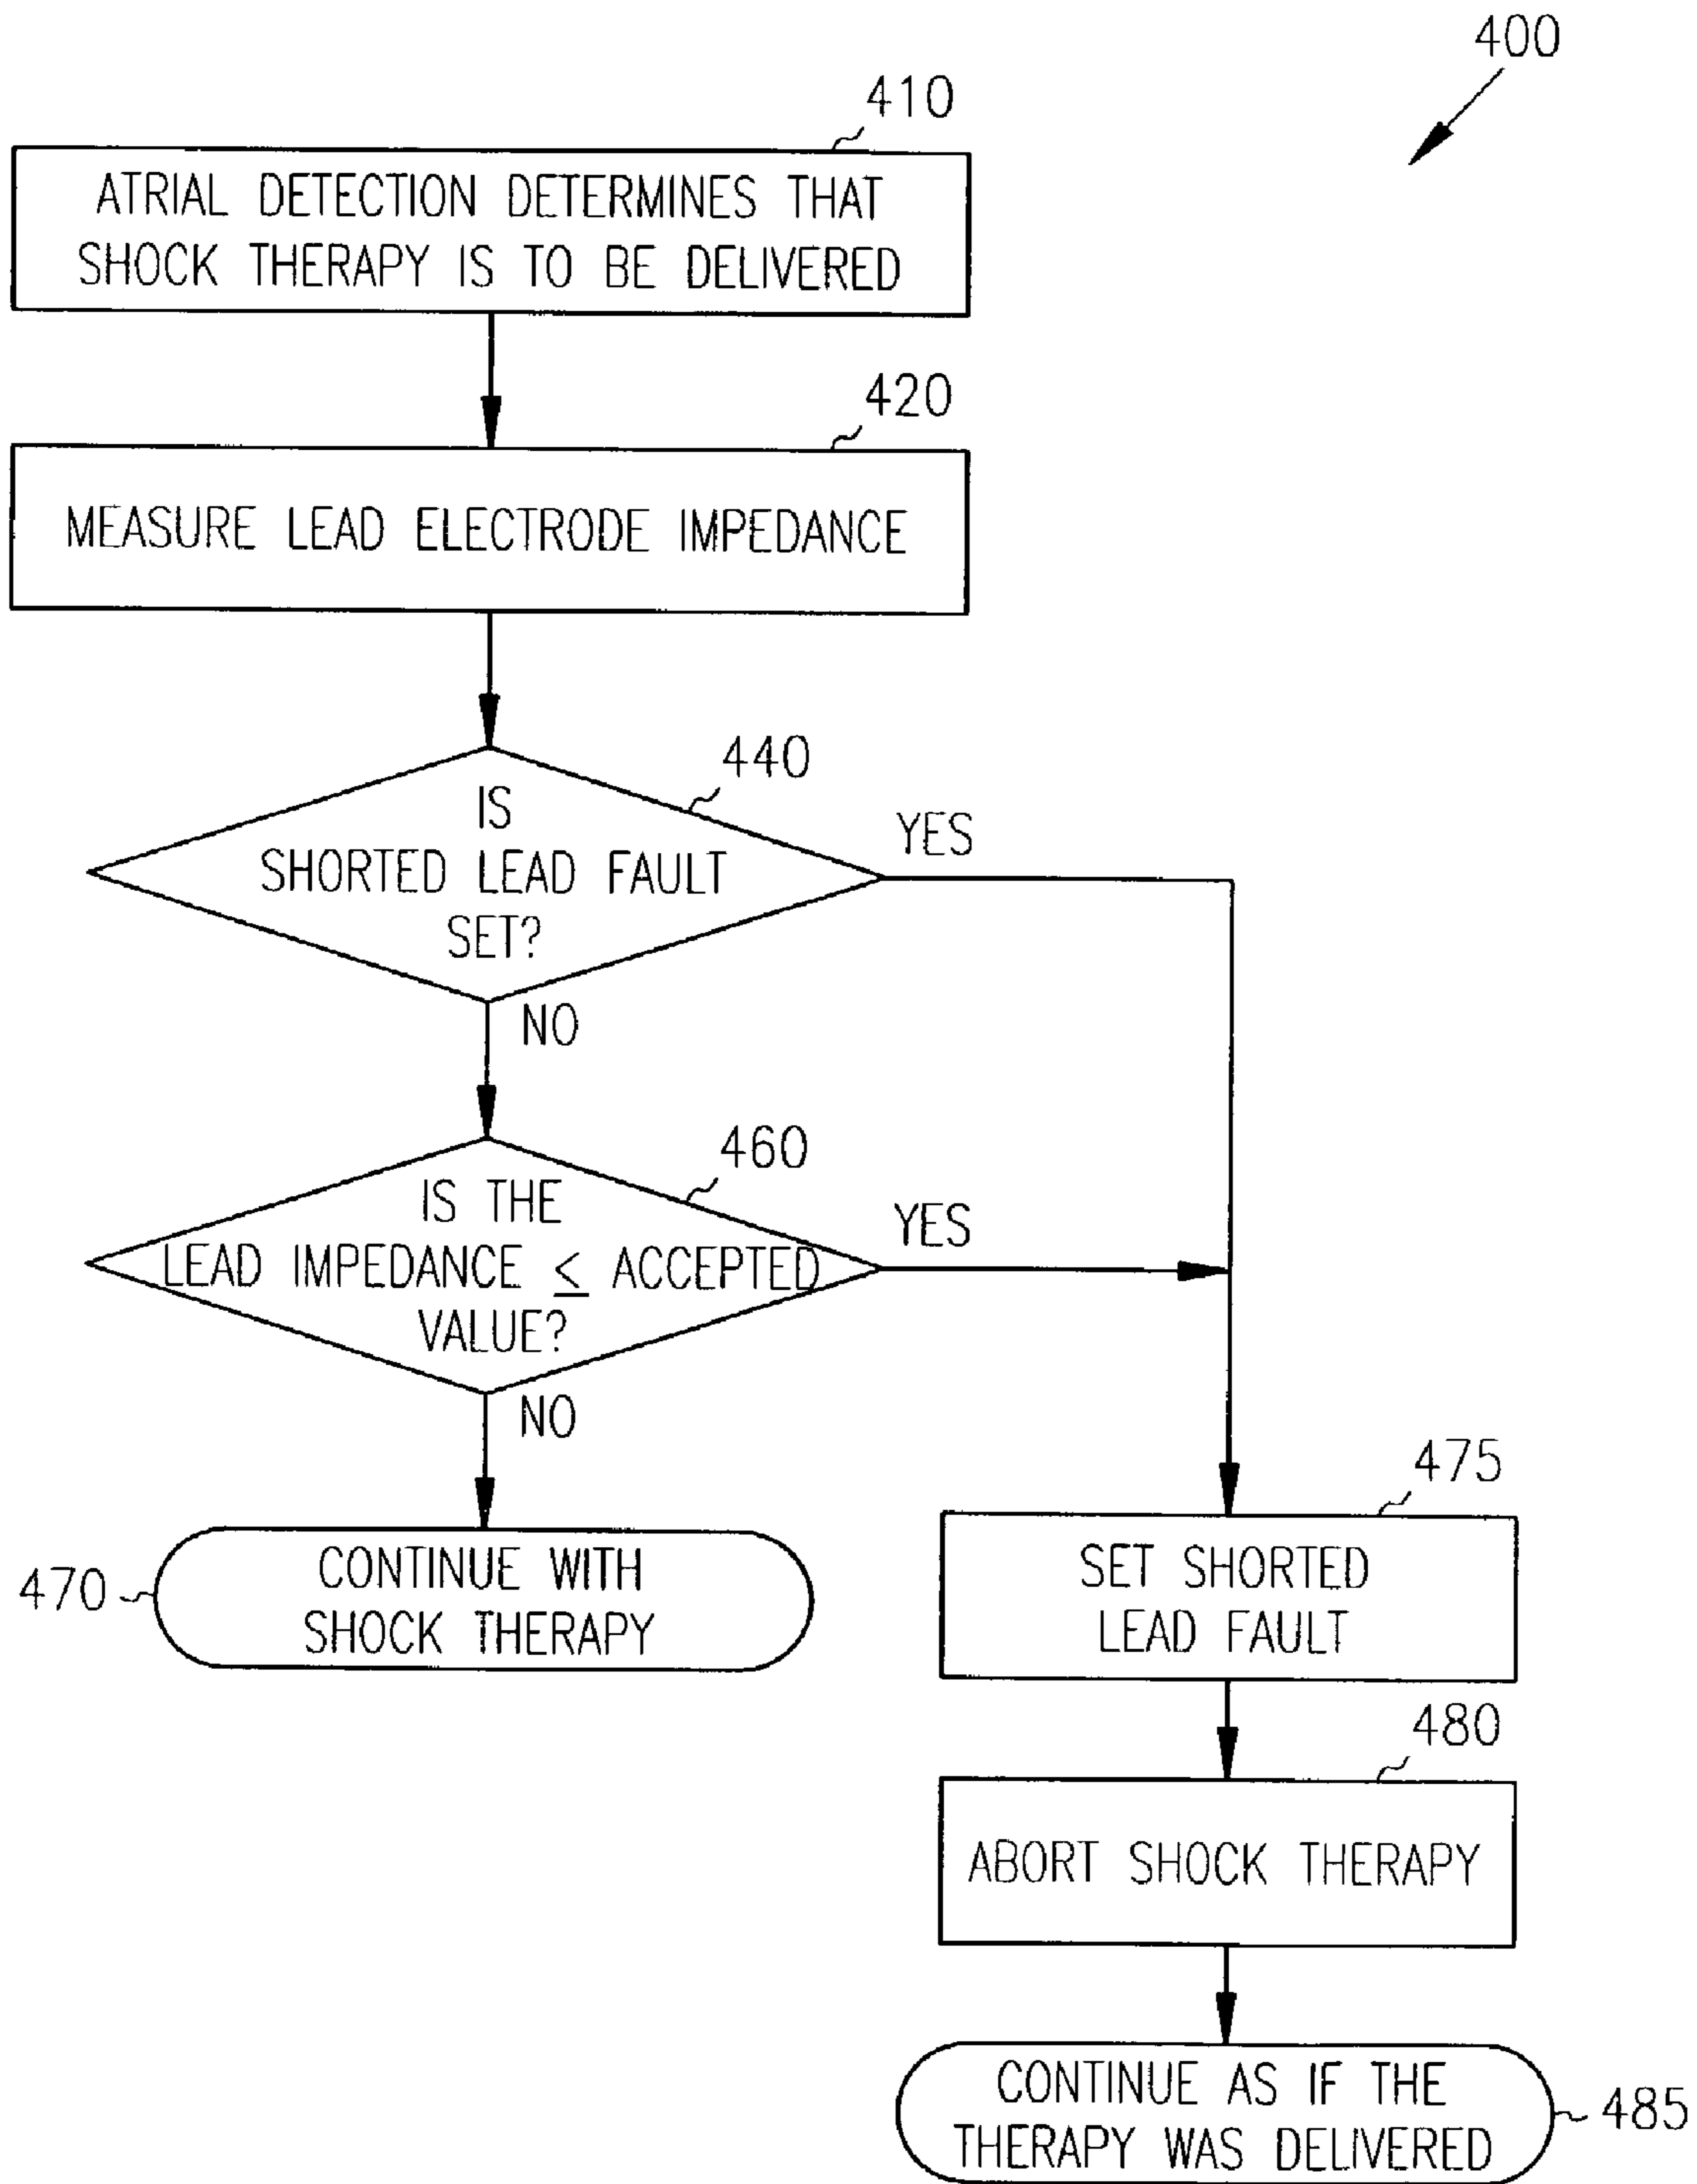 400
410
ATRIAL DETECTION DETERMINES THAT
SHOCK THERAPY IS TO BE DELIVERED
420
MEASURE LEAD ELECTRODE IMPEDANCE
440
IS
SHORTED LEAD FAULT
SET?
YES
NO
460
IS THE
LEAD IMPEDANCE ≤ ACCEPTED
VALUE?
YES
NO
470
CONTINUE WITH
SHOCK THERAPY
475
SET SHORTED
LEAD FAULT
480
ABORT SHOCK THERAPY
CONTINUE AS IF THE
THERAPY WAS DELIVERED
485